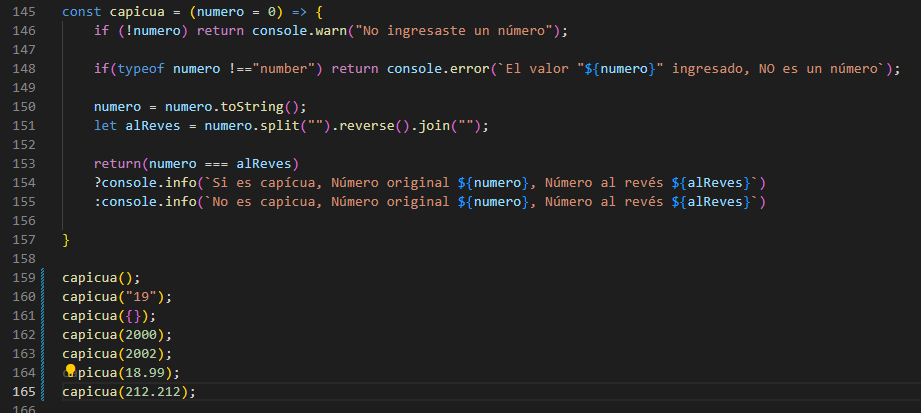 145 const capicua = (numero = 0) => {
146     if (!numero) return console.warn("No ingresaste un número");
147
148     if(typeof numero !=="number") return console.error(`El valor "${numero}" ingresado, NO es un número`);
149
150     numero = numero.toString();
151     let alReves = numero.split("").reverse().join("");
152
153     return(numero === alReves)
154     ?console.info(`Si es capícua, Número original ${numero}, Número al revés ${alReves}`)
155     :console.info(`No es capicua, Número original ${numero}, Número al revés ${alReves}`)
156
157 }
158
159 capicua();
160 capicua("19");
161 capicua({});
162 capicua(2000);
163 capicua(2002);
164 capicua(18.99);
165 capicua(212.212);
166